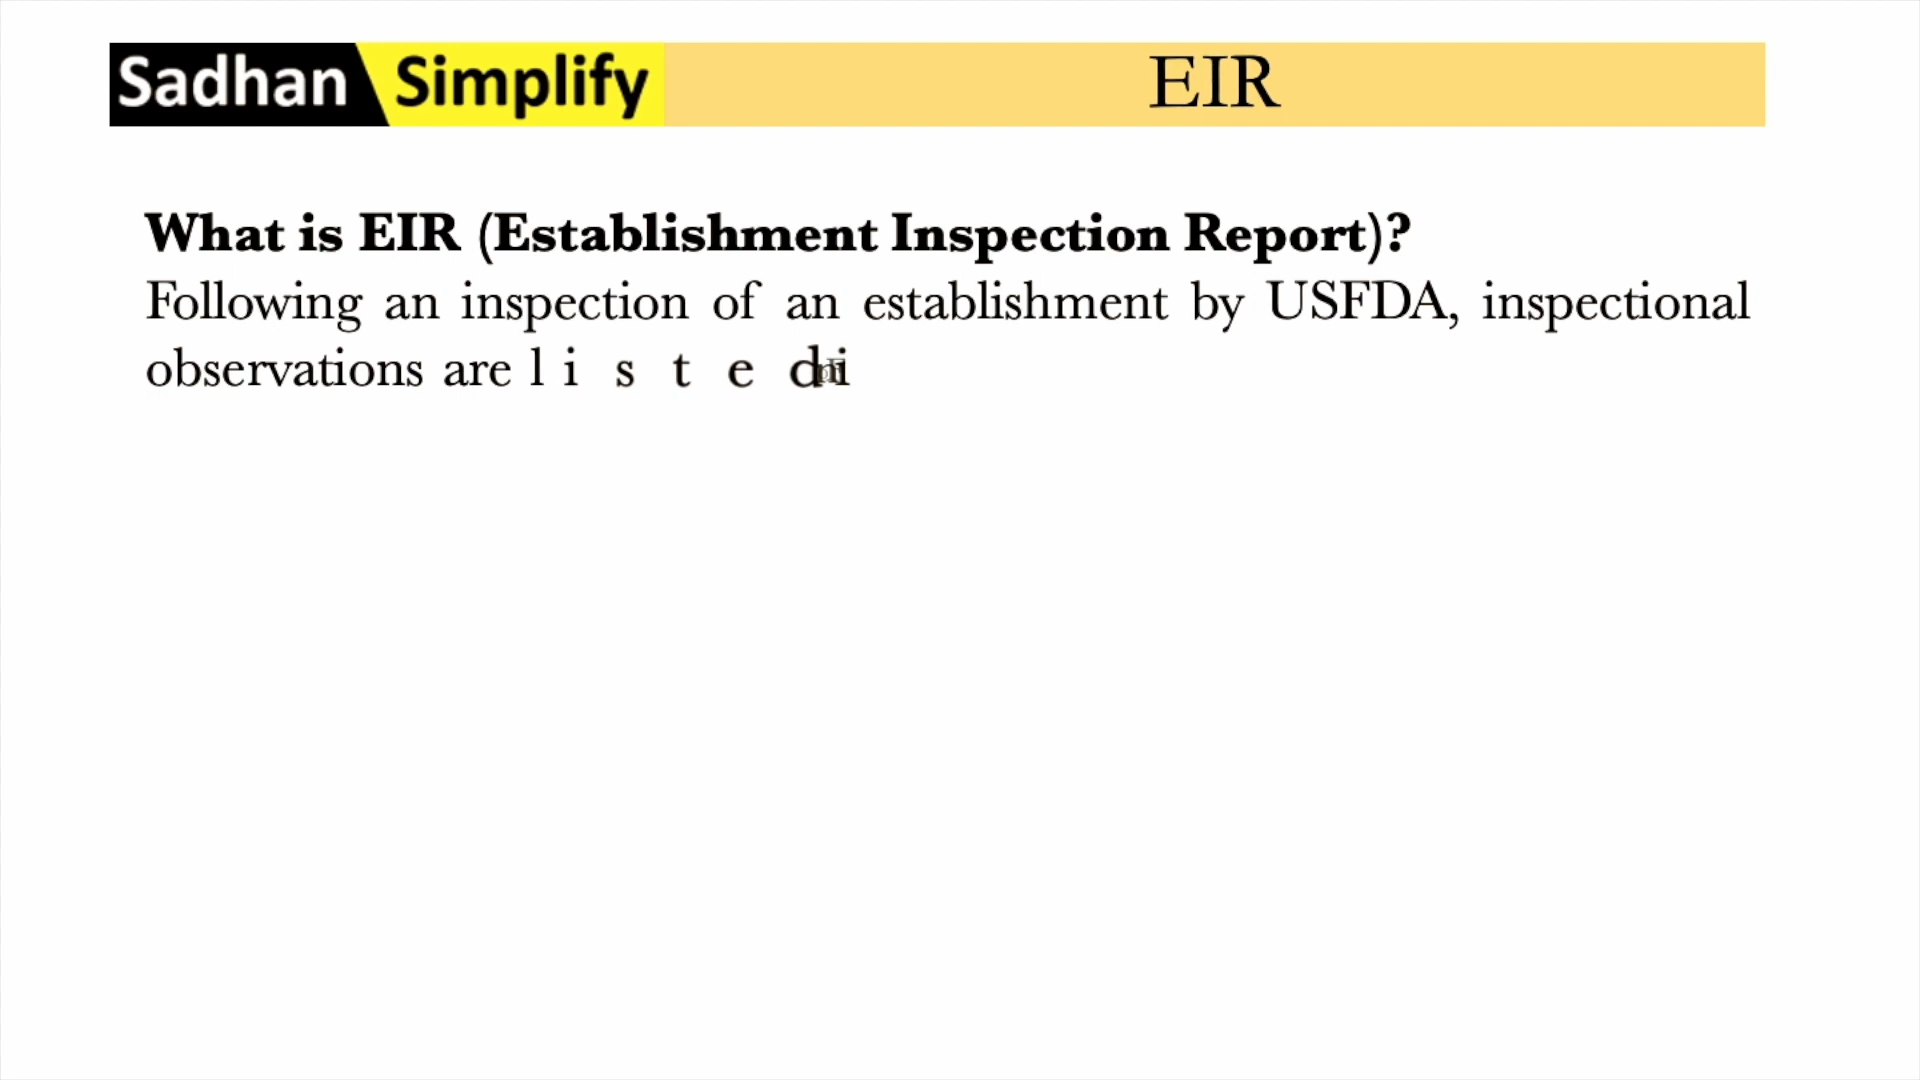 Sadhan Simplify EIR
What is EIR (Establishment Inspection Report)?
Following an inspection of an establishment by USFDA, inspectional
observations are listed